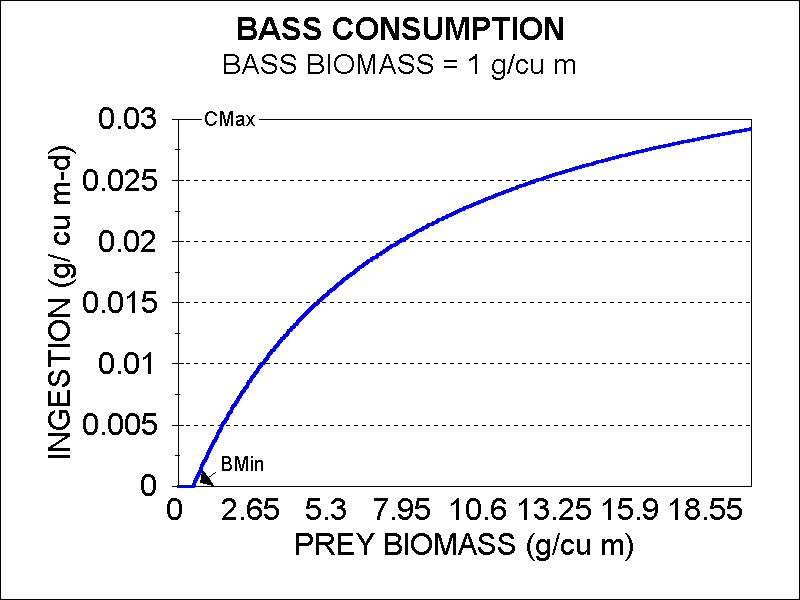 BASS CONSUMPTION
BASS BIOMASS = 1 g/cu m
0.03
CMax
0.025
0.02
0.015
0.01
0.005
0
INGESTION (g/ cu m-d)
BMin
0 2.65 5.3 7.95 10.6 13.25 15.9 18.55
PREY BIOMASS (g/cu m)